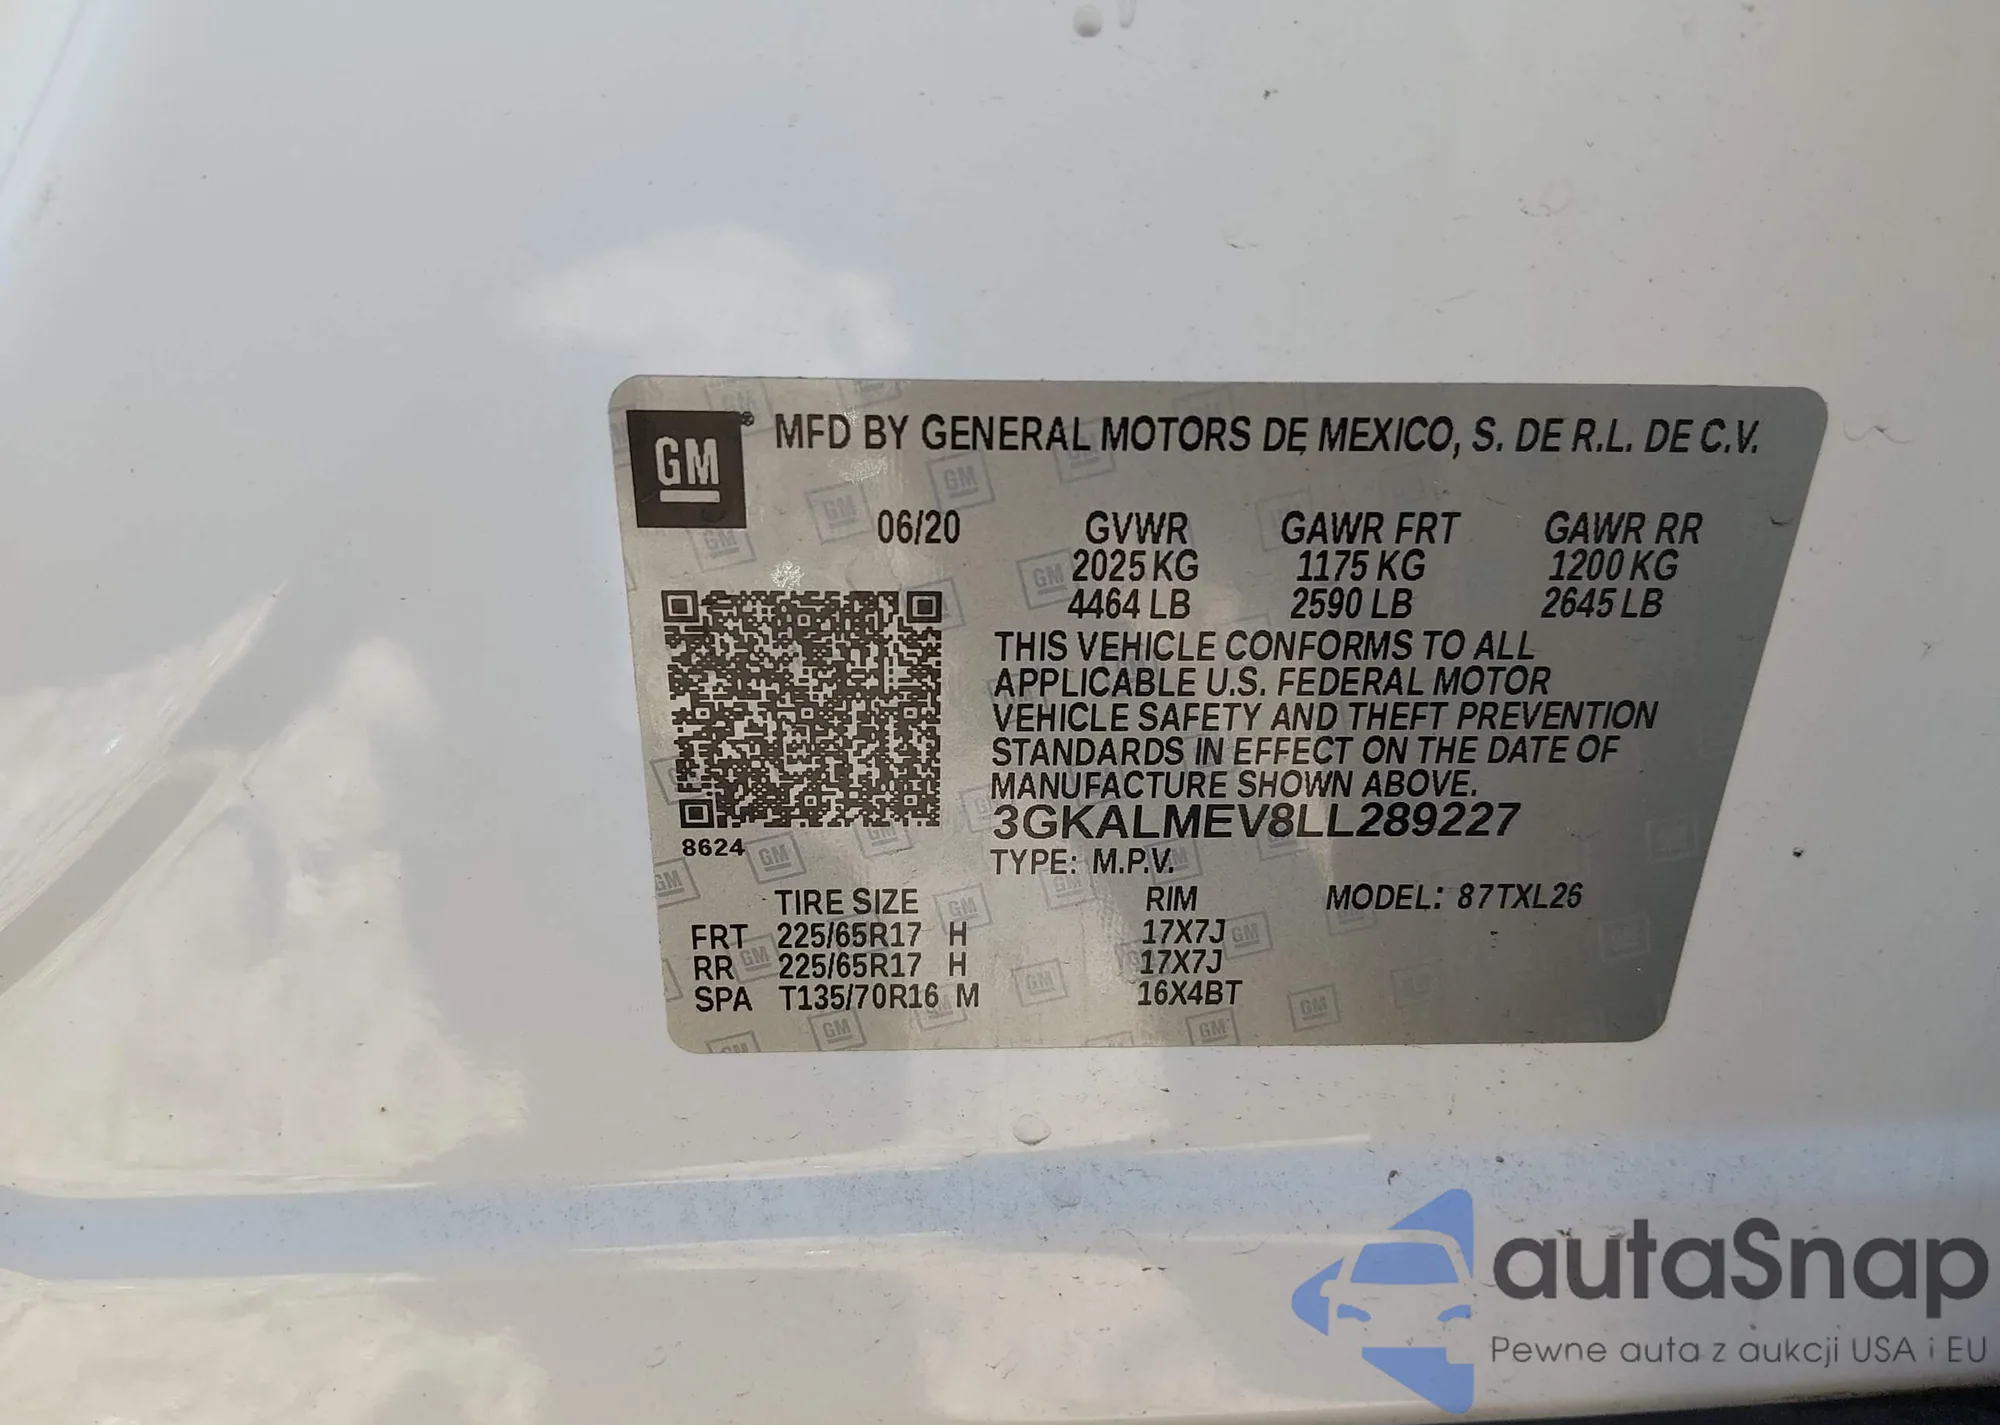 GM® MFD BY GENERAL MOTORS DE MEXICO, S. DE R.L. DE C.V.
06/20 GVWR GAWR FRT GAWR RR
2025 KG 1175 KG 1200 KG
4464 LB 2590 LB 2645 LB
THIS VEHICLE CONFORMS TO ALL
APPLICABLE U.S. FEDERAL MOTOR
VEHICLE SAFETY AND THEFT PREVENTION
STANDARDS IN EFFECT ON THE DATE OF
MANUFACTURE SHOWN ABOVE.
3GKALMEV8LL289227
8624
TYPE: M.P.V.
TIRE SIZE RIM MODEL: 87TXL26
FRT 225/65R17 H 17X7J
RR 225/65R17 H 17X7J
SPA T135/70R16 M 16X4BT
autaSnap
Pewne auta z aukcji USA i EU